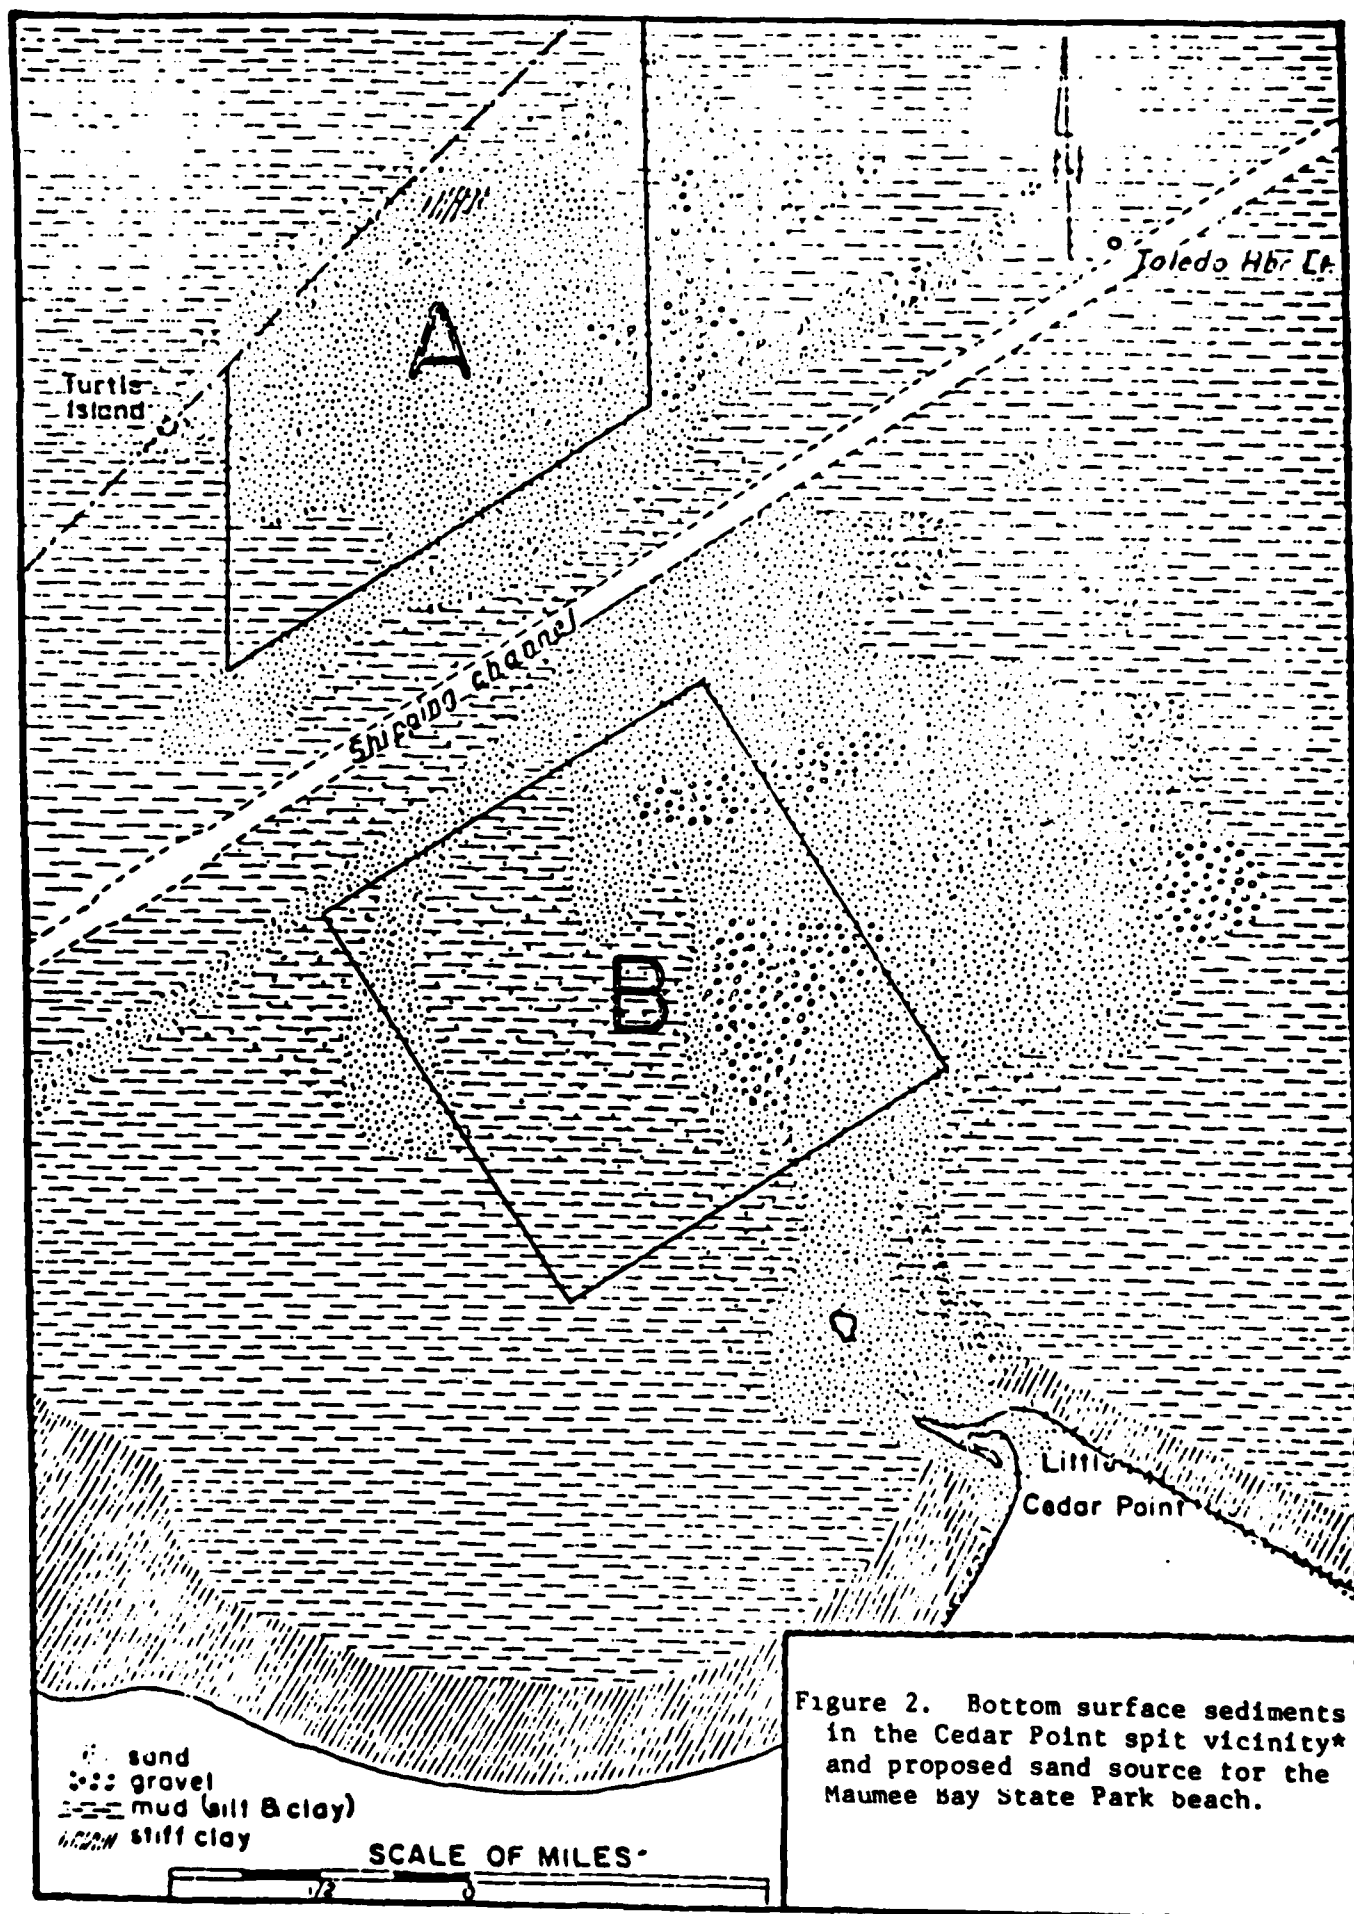 A
N
Toledo Hbr Lt.
Turtle
Island
Shipping channel
B
Little
Cedar Point
Figure 2. Bottom surface sediments
in the Cedar Point spit vicinity*
and proposed sand source for the
Maumee Bay State Park beach.
sand
gravel
mud (silt & clay)
stiff clay
SCALE OF MILES
1/2
0